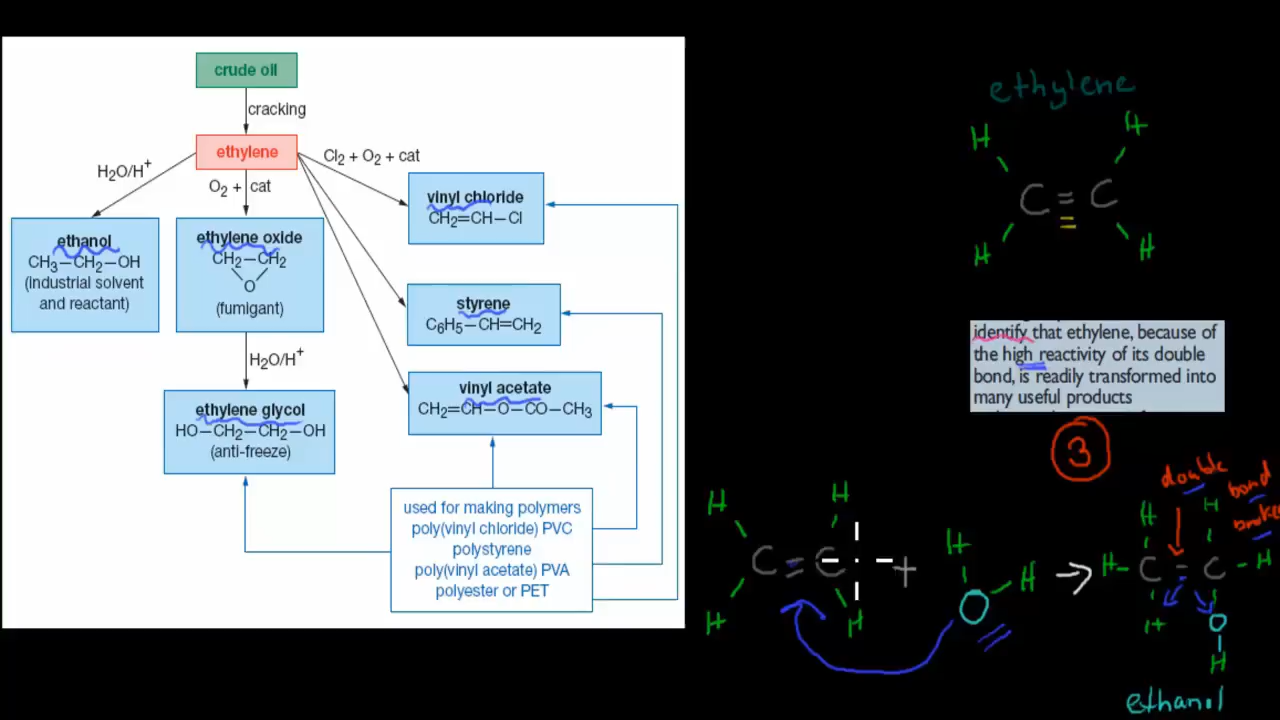 crude oil
cracking
ethylene
H2O/H+
O2 + cat
Cl2 + O2 + cat
vinyl chloride
CH2=CH–Cl
ethanol
CH3–CH2–OH
(industrial solvent
and reactant)
ethylene oxide
CH2–CH2
O
(fumigant)
styrene
C6H5–CH=CH2
H2O/H+
vinyl acetate
CH2=CH–O–CO–CH3
ethylene glycol
HO–CH2–CH2–OH
(anti-freeze)
used for making polymers
poly(vinyl chloride) PVC
polystyrene
poly(vinyl acetate) PVA
polyester or PET
ethylene
H H
C = C
H H
identify that ethylene, because of
the high reactivity of its double
bond, is readily transformed into
many useful products
3
double
bond
broken
H H
C = C + H H O
H H
H H
H – C = C – H
H O
H
ethanol